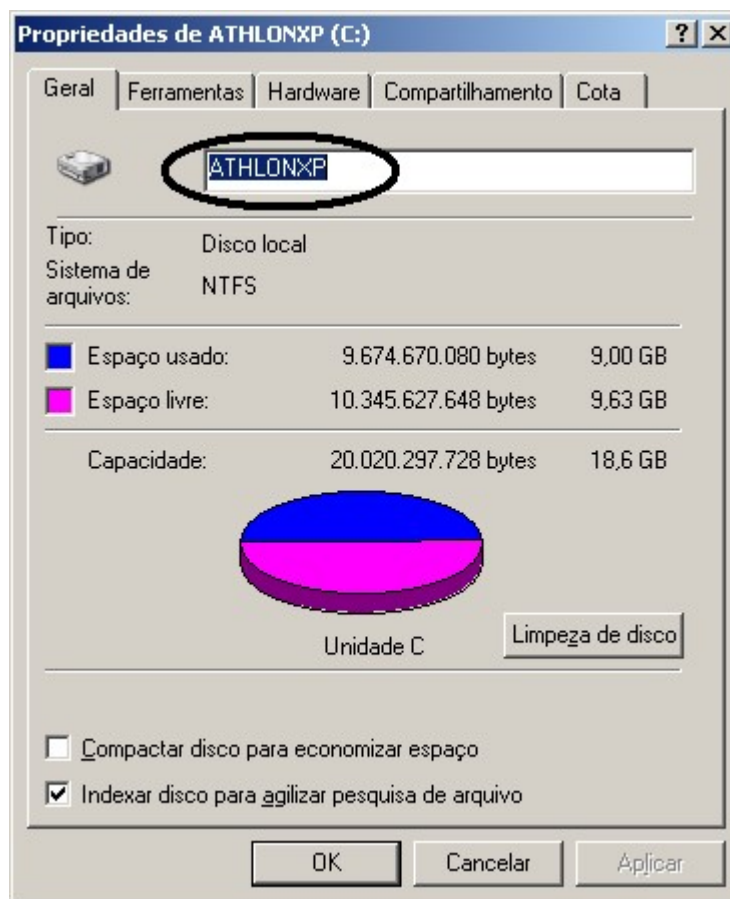 Propriedades de ATHLONXP (C:)
Geral Ferramentas Hardware Compartilhamento Cota
ATHLONXP
Tipo: Disco local
Sistema de
arquivos: NTFS
Espaço usado: 9.674.670.080 bytes 9,00 GB
Espaço livre: 10.345.627.648 bytes 9,63 GB
Capacidade: 20.020.297.728 bytes 18,6 GB
Unidade C
Limpeza de disco
Compactar disco para economizar espaço
Indexar disco para agilizar pesquisa de arquivo
OK Cancelar Aplicar